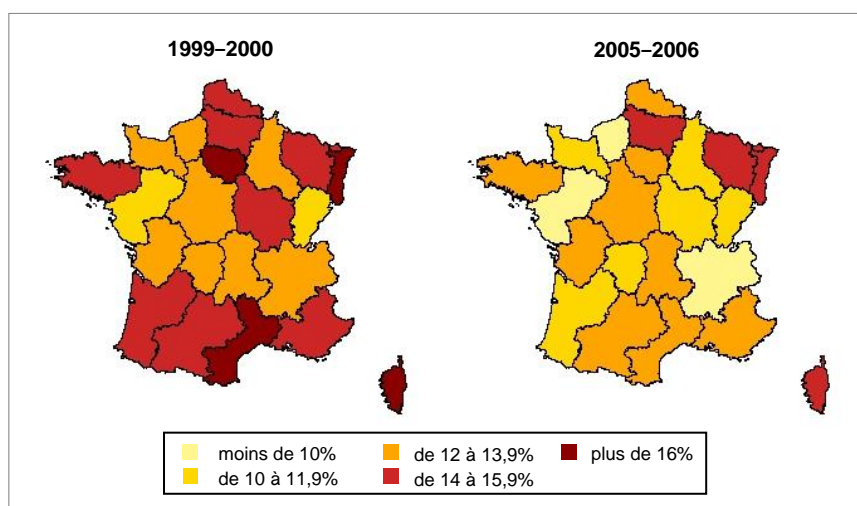 1999–2000
2005–2006
moins de 10%
de 12 à 13,9%
plus de 16%
de 10 à 11,9%
de 14 à 15,9%